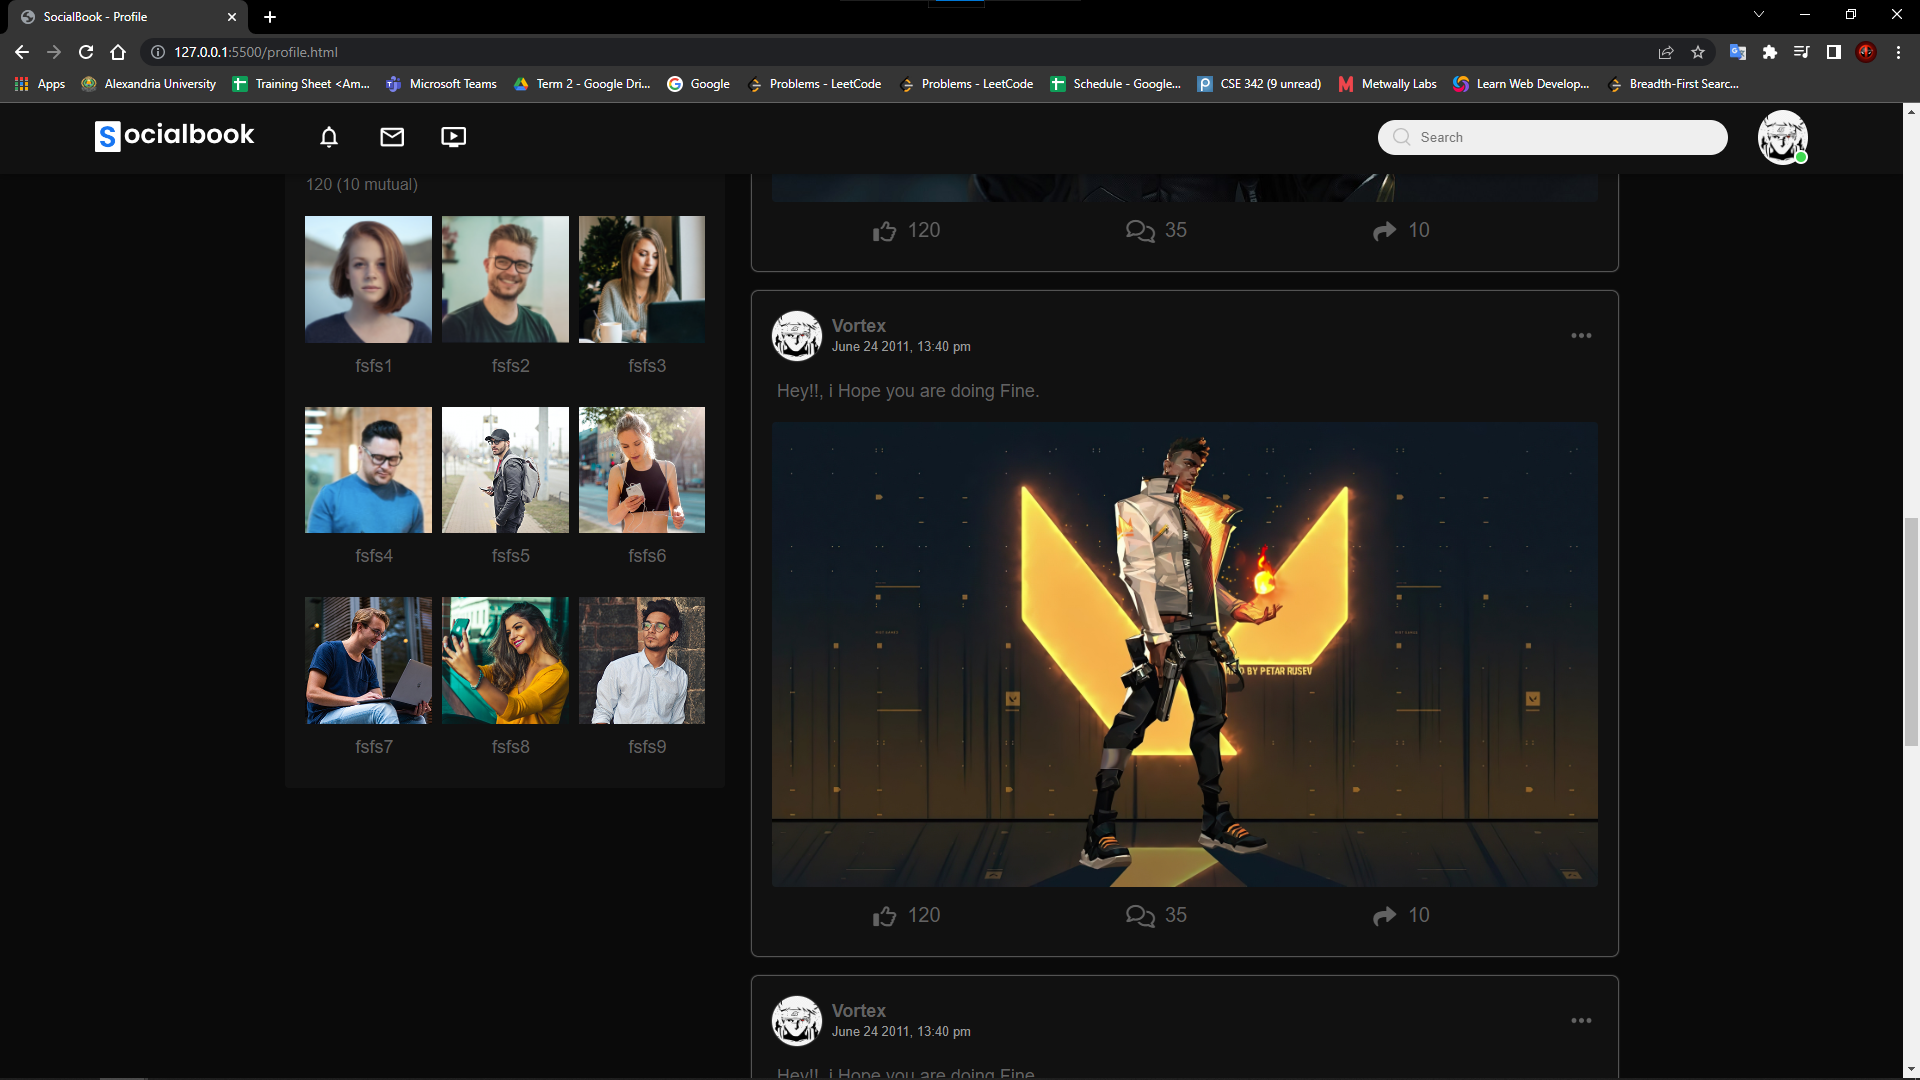 SocialBook - Profile
127.0.0.1:5500/profile.html
Apps
Alexandria University
Training Sheet <Am...
Microsoft Teams
Term 2 - Google Dri...
Google
Problems - LeetCode
Problems - LeetCode
Schedule - Google...
CSE 342 (9 unread)
Metwally Labs
Learn Web Develop...
Breadth-First Searc...
Socialbook
Search
120 (10 mutual)
fsfs1
fsfs2
fsfs3
fsfs4
fsfs5
fsfs6
fsfs7
fsfs8
fsfs9
120
35
10
Vortex
June 24 2011, 13:40 pm
Hey!!, i Hope you are doing Fine.
BY PETAR RUSEV
120
35
10
Vortex
June 24 2011, 13:40 pm
Hey!!, i Hope you are doing Fine.